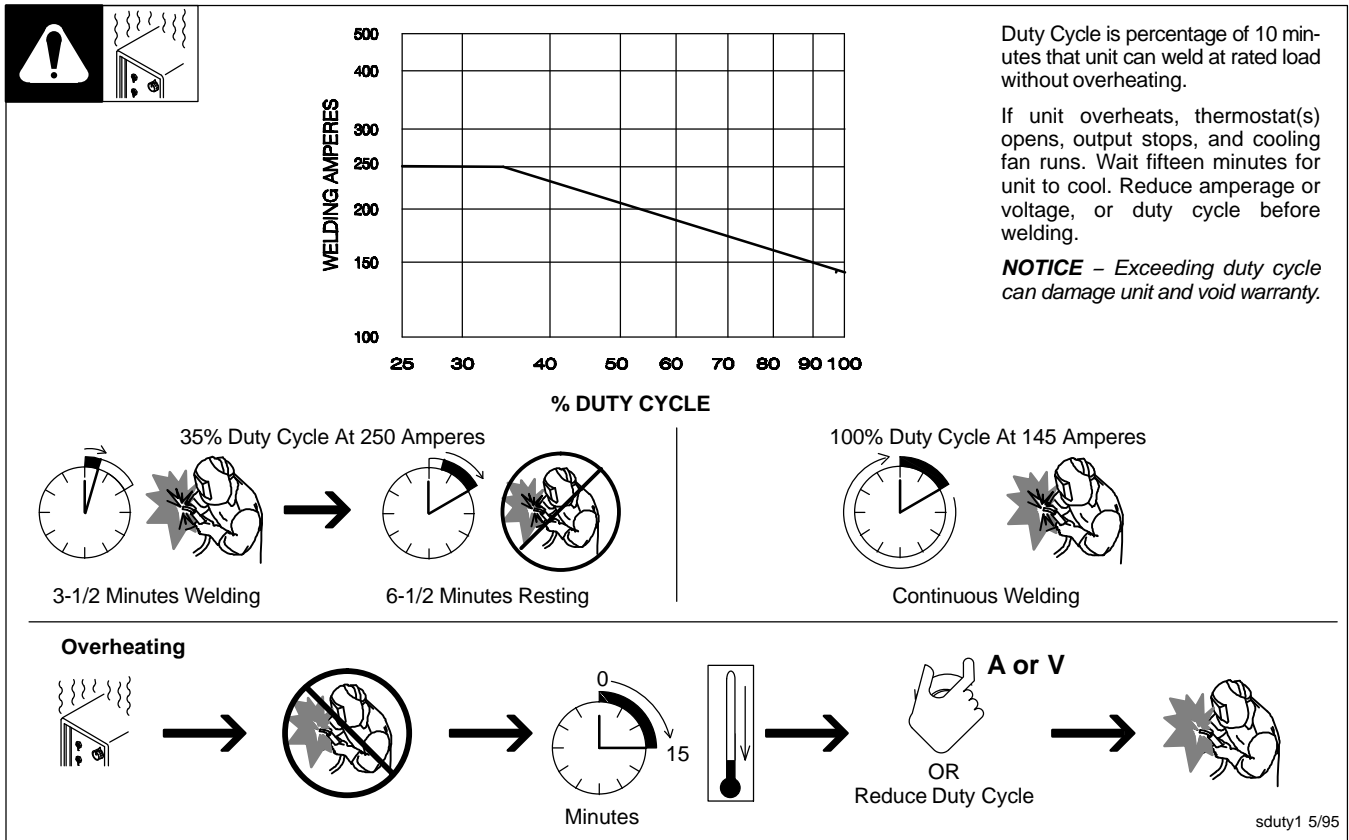 Duty Cycle is percentage of 10 min-
utes that unit can weld at rated load
without overheating.
If unit overheats, thermostat(s)
opens, output stops, and cooling
fan runs. Wait fifteen minutes for
unit to cool. Reduce amperage or
voltage, or duty cycle before
welding.
NOTICE – Exceeding duty cycle
can damage unit and void warranty.
WELDING AMPERES
500
400
300
250
200
150
100
25 30 40 50 60 70 80 90 100
% DUTY CYCLE
35% Duty Cycle At 250 Amperes
3-1/2 Minutes Welding
6-1/2 Minutes Resting
100% Duty Cycle At 145 Amperes
Continuous Welding
Overheating
0
15
Minutes
A or V
OR
Reduce Duty Cycle
sduty1 5/95